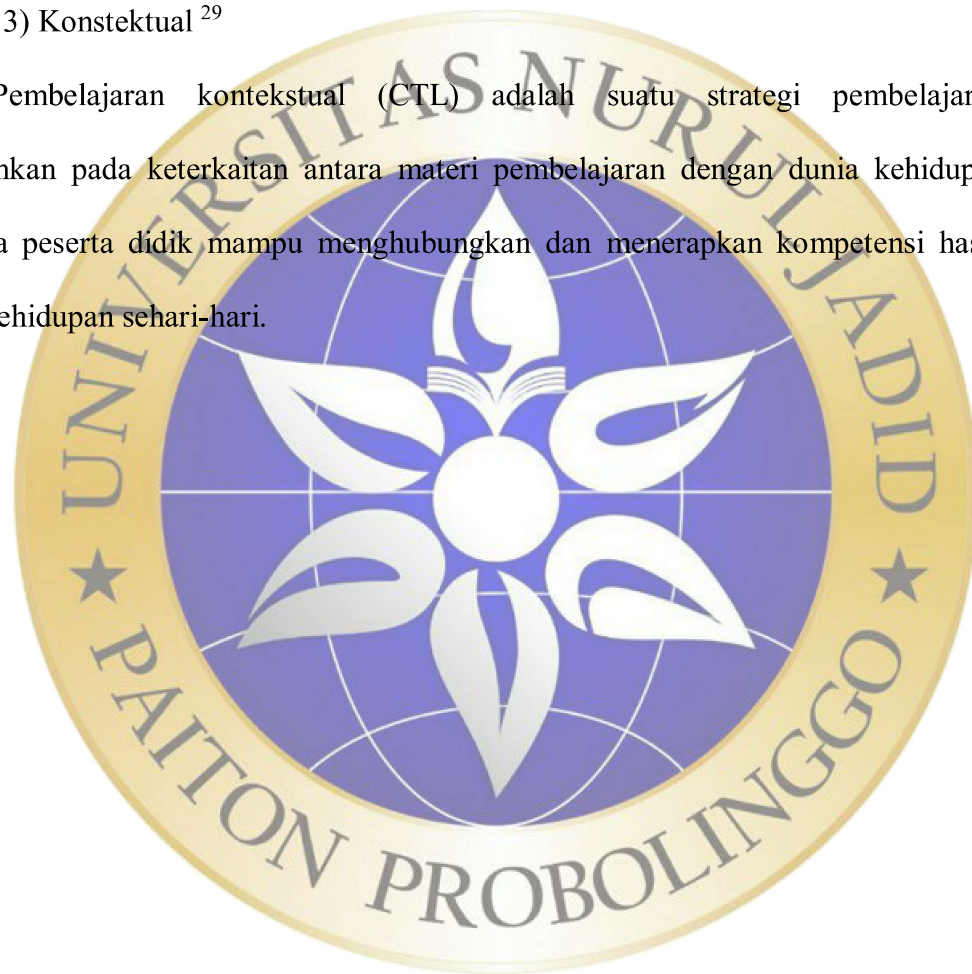 3) Konstektual 29
Pembelajaran kontekstual (CTL) adalah suatu strategi pembelajar
nkan pada keterkaitan antara materi pembelajaran dengan dunia kehidup
a peserta didik mampu menghubungkan dan menerapkan kompetensi has
ehidupan sehari-hari.
UNIVERSITAS NURUL JADID
PAITON PROBOLINGGO